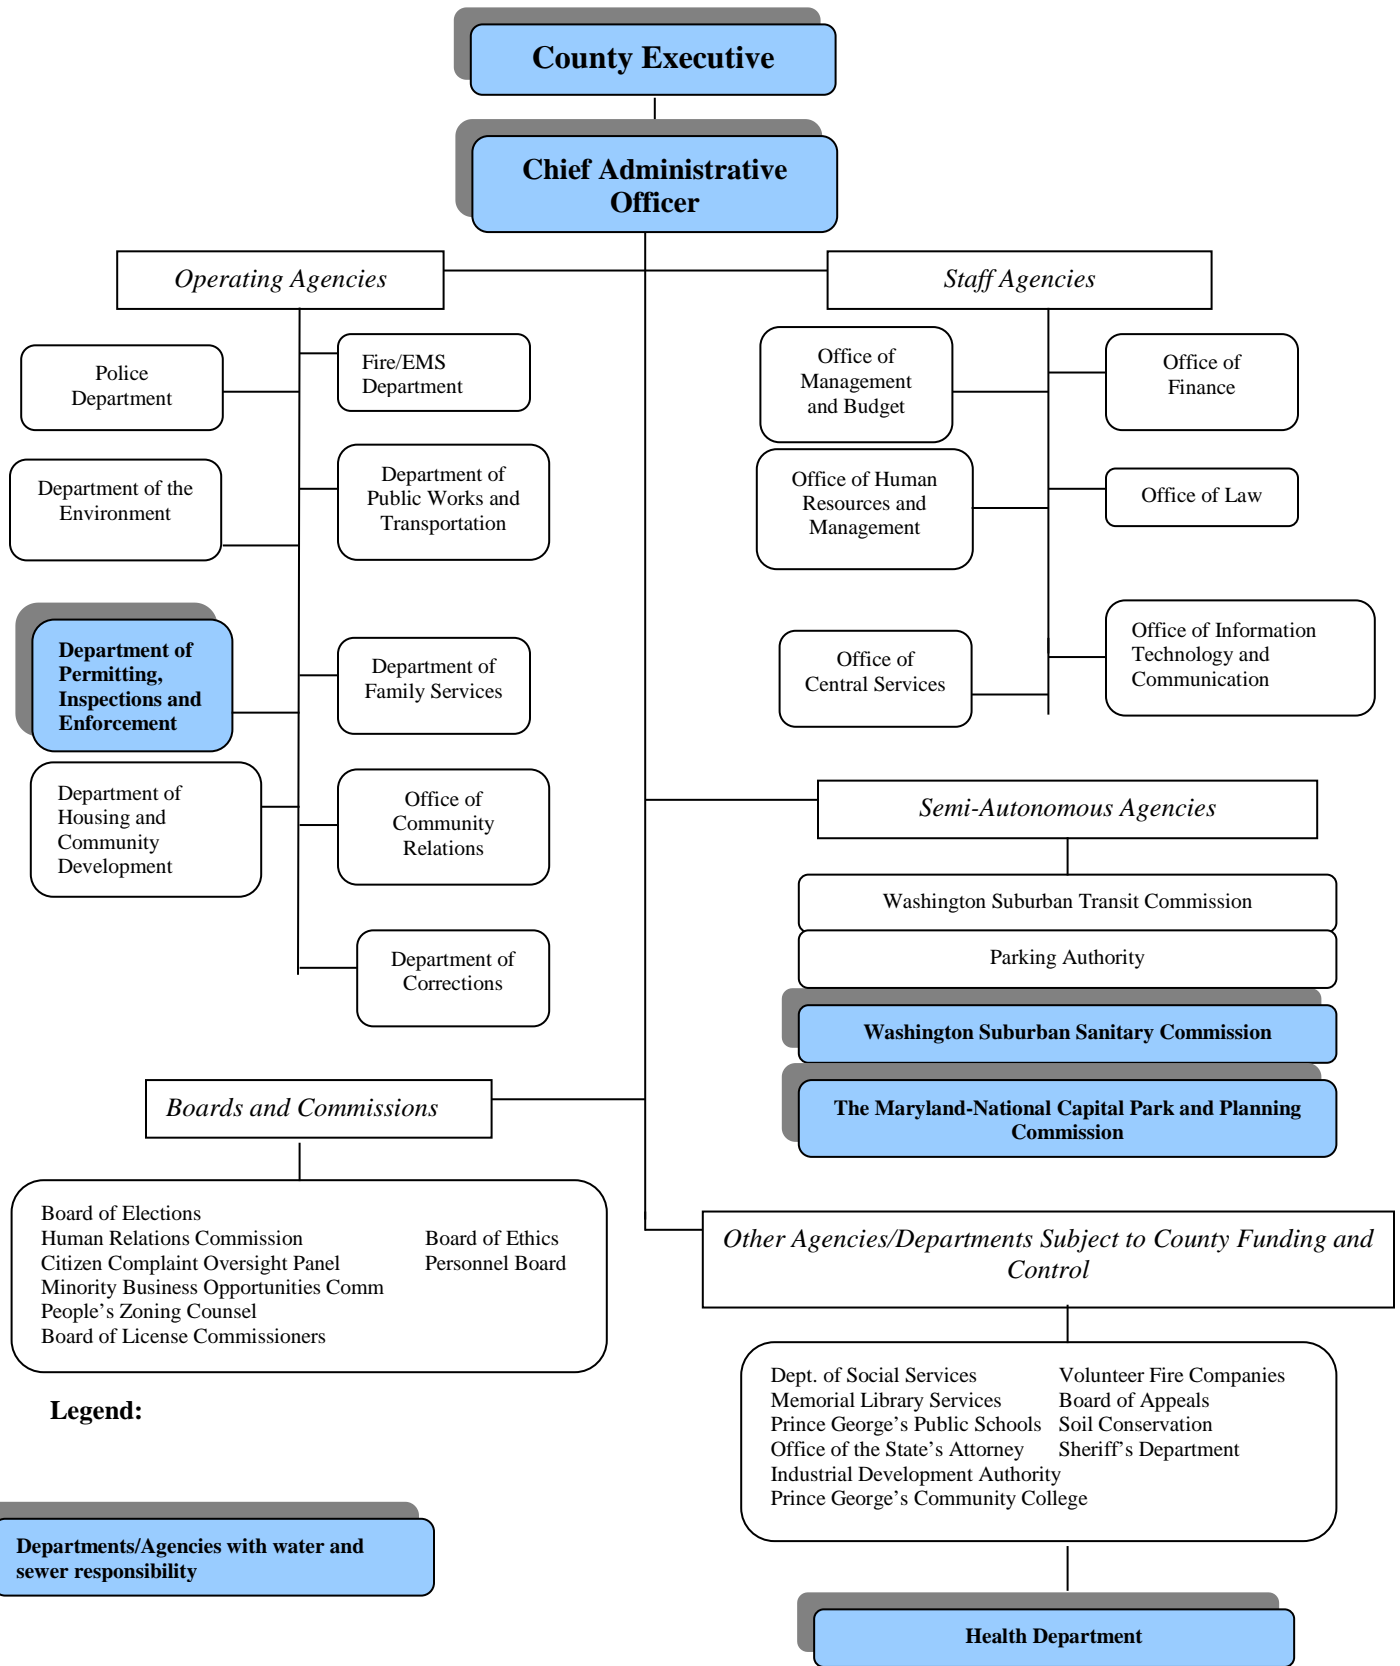 County Executive
Chief Administrative
Officer
Operating Agencies
Staff Agencies
Police
Department
Fire/EMS
Department
Department of the
Environment
Department of
Public Works and
Transportation
Department of
Permitting,
Inspections and
Enforcement
Department of
Family Services
Department of
Housing and
Community
Development
Office of
Community
Relations
Department of
Corrections
Office of
Management
and Budget
Office of
Finance
Office of Human
Resources and
Management
Office of Law
Office of
Central Services
Office of Information
Technology and
Communication
Semi-Autonomous Agencies
Washington Suburban Transit Commission
Parking Authority
Washington Suburban Sanitary Commission
The Maryland-National Capital Park and Planning
Commission
Boards and Commissions
Board of Elections
Human Relations Commission
Citizen Complaint Oversight Panel
Minority Business Opportunities Comm
People’s Zoning Counsel
Board of License Commissioners
Board of Ethics
Personnel Board
Other Agencies/Departments Subject to County Funding and
Control
Dept. of Social Services
Memorial Library Services
Prince George’s Public Schools
Office of the State’s Attorney
Industrial Development Authority
Prince George’s Community College
Volunteer Fire Companies
Board of Appeals
Soil Conservation
Sheriff’s Department
Health Department
Legend:
Departments/Agencies with water and
sewer responsibility